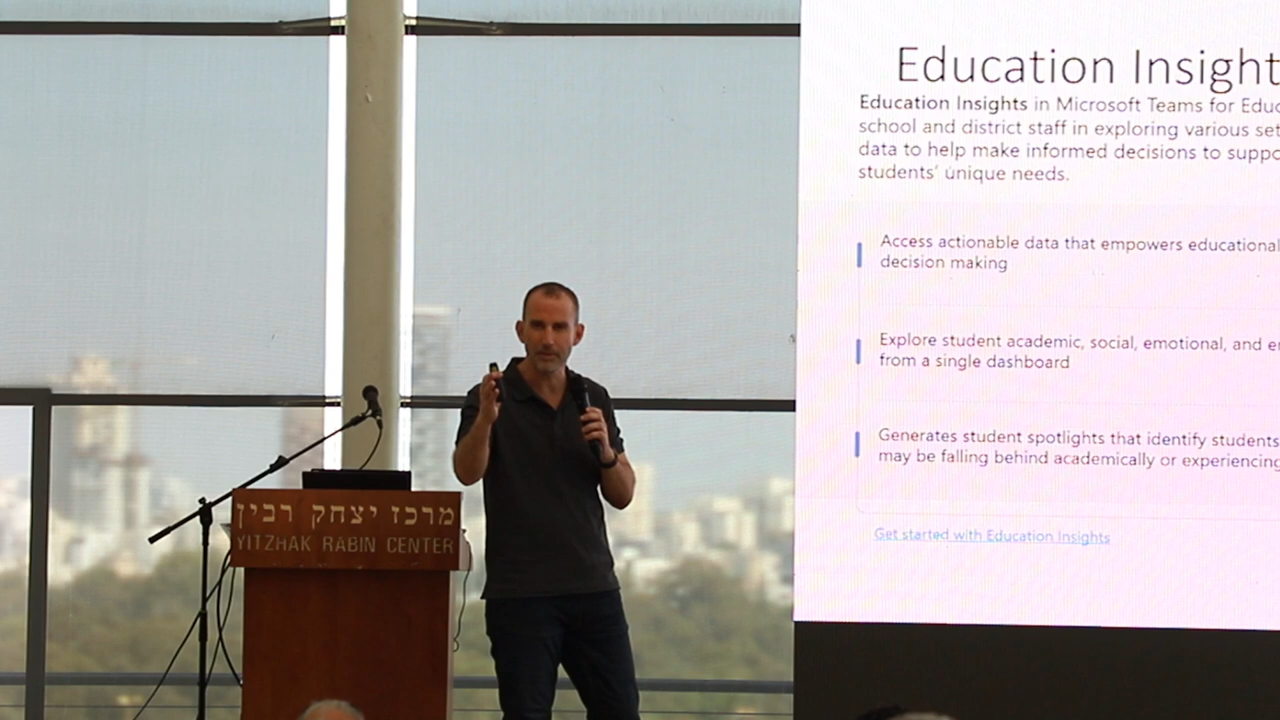 מרכז יצחק רבין
YITZHAK RABIN CENTER
Education Insight
Education Insights in Microsoft Teams for Educ
school and district staff in exploring various set
data to help make informed decisions to suppo
students' unique needs.
Access actionable data that empowers educational
decision making
Explore student academic, social, emotional, and e
from a single dashboard
Generates student spotlights that identify students
may be falling behind academically or experiencing
Get started with Education Insights